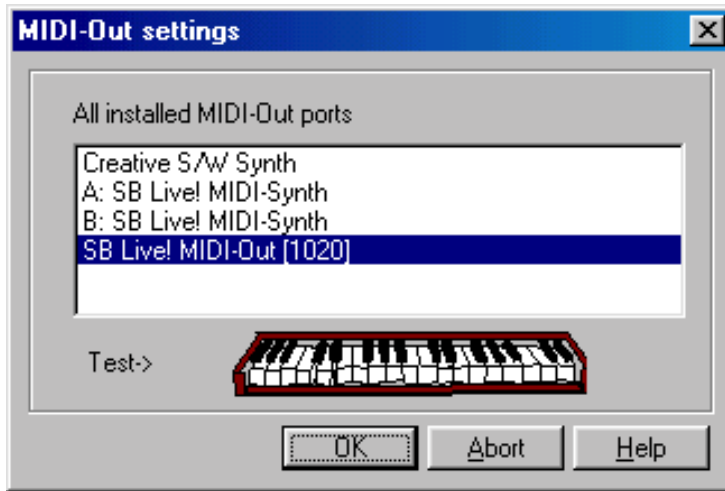 MIDI-Out settings
All installed MIDI-Out ports
Creative S/W Synth
A: SB Live! MIDI-Synth
B: SB Live! MIDI-Synth
SB Live! MIDI-Out [1020]
Test->
OK Abort Help